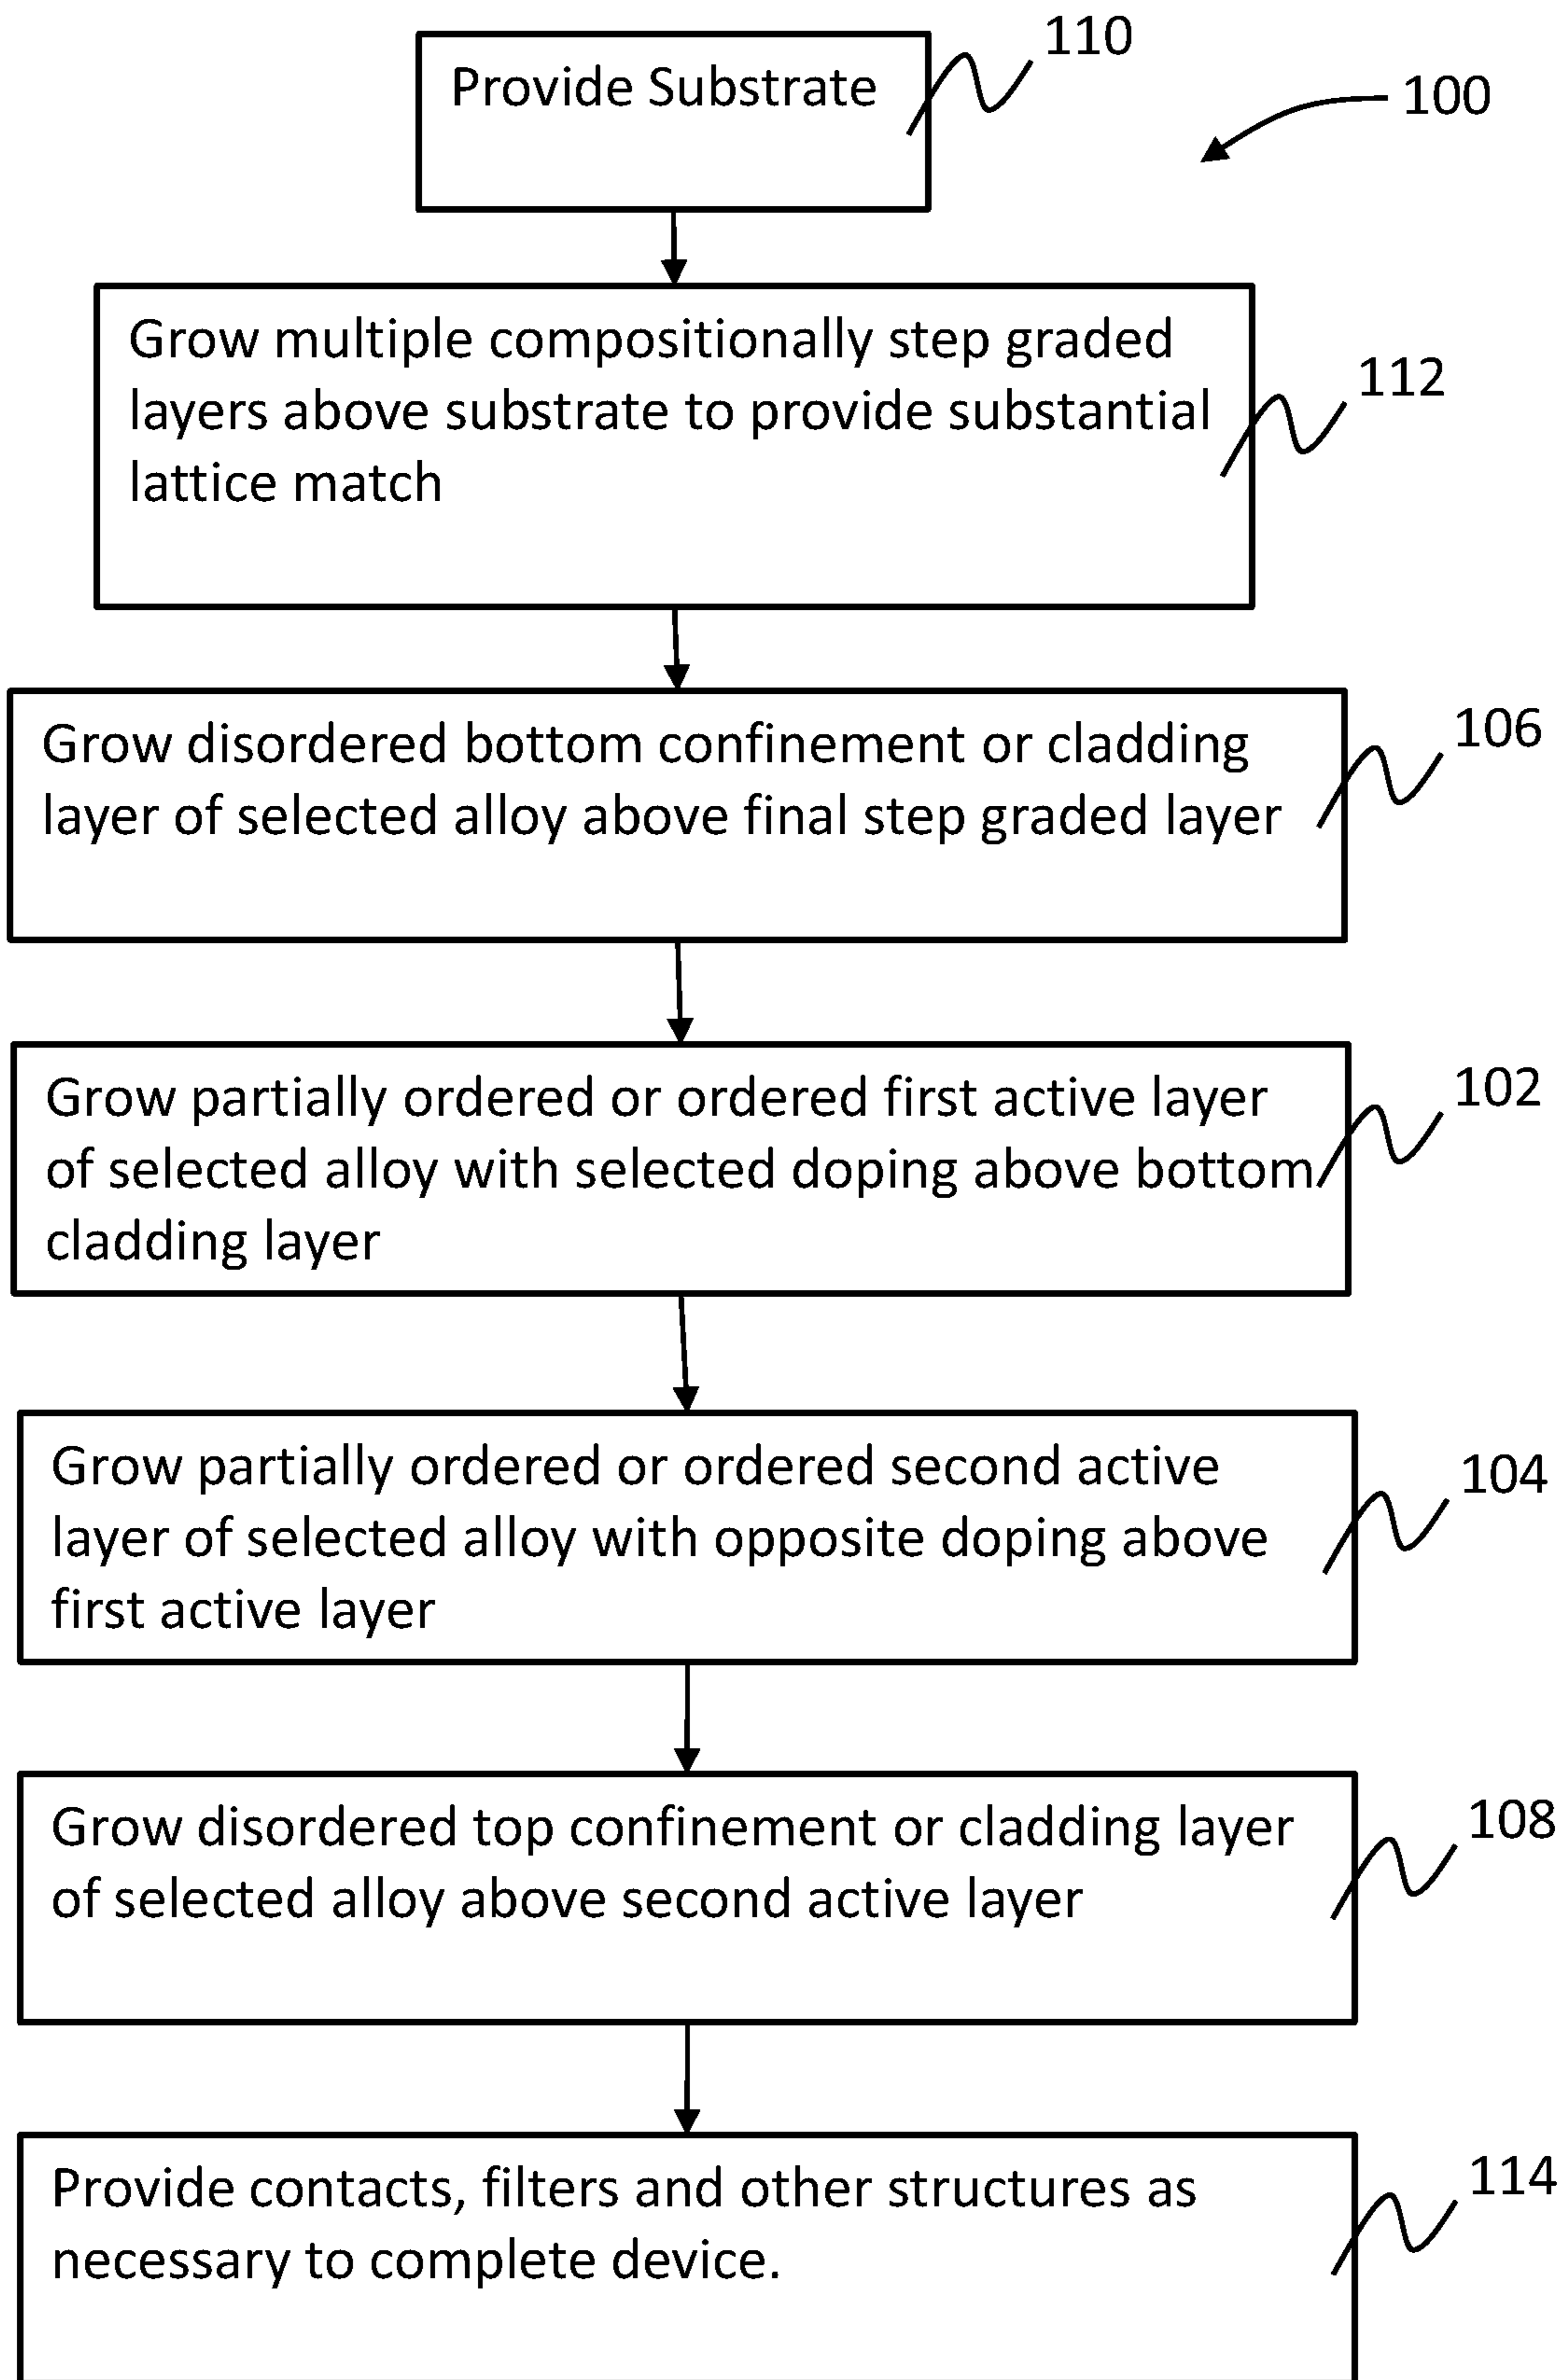 110
Provide Substrate
100
Grow multiple compositionally step graded
layers above substrate to provide substantial
lattice match
112
Grow disordered bottom confinement or cladding
layer of selected alloy above final step graded layer
106
Grow partially ordered or ordered first active layer
of selected alloy with selected doping above bottom
cladding layer
102
Grow partially ordered or ordered second active
layer of selected alloy with opposite doping above
first active layer
104
Grow disordered top confinement or cladding layer
of selected alloy above second active layer
108
Provide contacts, filters and other structures as
necessary to complete device.
114